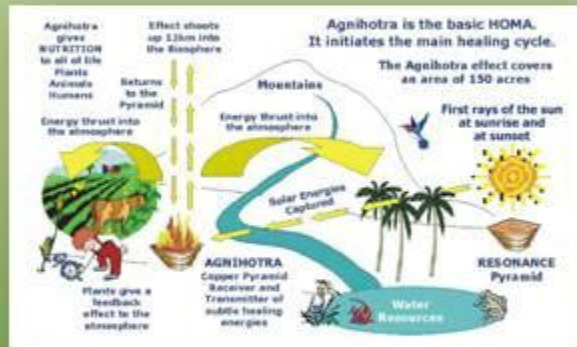 Agnihotra
gives
NUTRITION
to all of life
Plants
Animals
Humans
Effect shoots
up 12km into
the Biosphere
Returns
to the
Pyramid
Agnihotra is the basic HOMA.
It initiates the main healing cycle.
The Agnihotra effect covers
an area of 150 acres
Mountains
Energy thrust into
the atmosphere
Energy thrust into
the atmosphere
First rays of the sun
at sunrise and
at sunset
Solar Energies
Captured
AGNIHOTRA
Copper Pyramid
Receiver and
Transmitter of
subtle healing
energies
RESONANCE
Pyramid
Plants give a
feedback
effect to the
atmosphere
Water
Resources